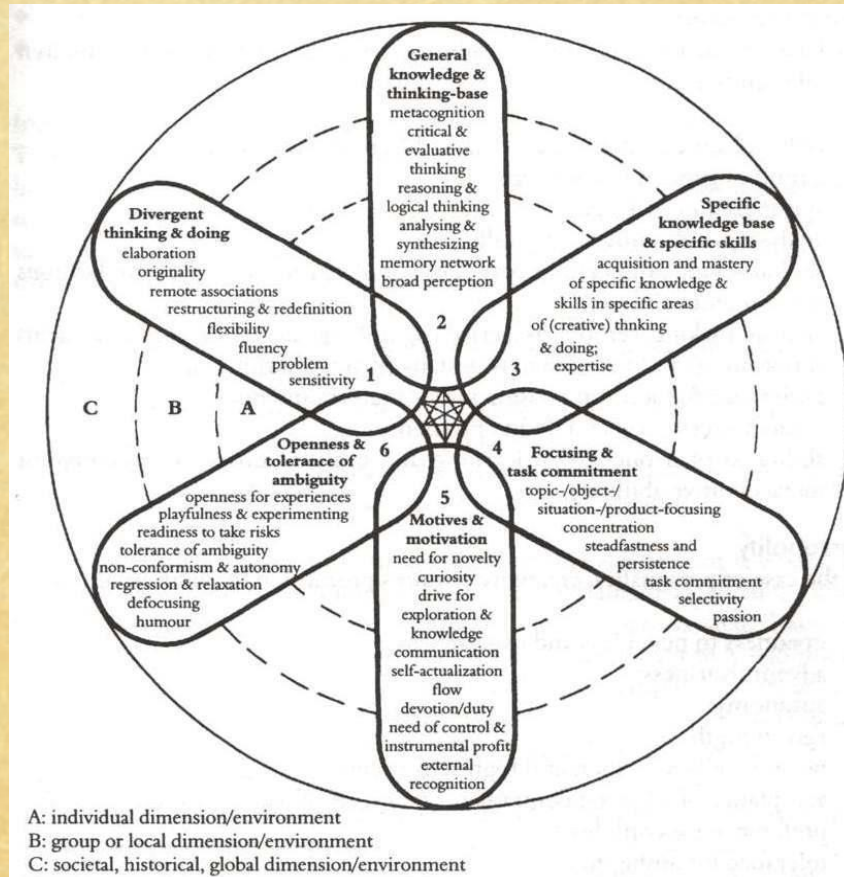 General
knowledge &
thinking-base
metacognition
critical &
evaluative
thinking
reasoning &
logical thinking
analysing &
synthesizing
memory network
broad perception
2
Divergent
thinking & doing
elaboration
originality
remote associations
restructuring & redefinition
flexibility
fluency
problem
sensitivity
1
Specific
knowledge base
& specific skills
acquisition and mastery
of specific knowledge &
skills in specific areas
of (creative) thnking
& doing;
expertise
3
C
B
A
Openness &
tolerance of
ambiguity
openness for experiences
playfulness & experimenting
readiness to take risks
tolerance of ambiguity
non-conformism & autonomy
regression & relaxation
defocusing
humour
6
4
Focusing &
task commitment
topic-/object-/
situation-/product-focusing
concentration
steadfastness and
persistence
task commitment
selectivity
passion
5
Motives &
motivation
need for novelty
curiosity
drive for
exploration &
knowledge
communication
self-actualization
flow
devotion/duty
need of control &
instrumental profit
external
recognition
A: individual dimension/environment
B: group or local dimension/environment
C: societal, historical, global dimension/environment